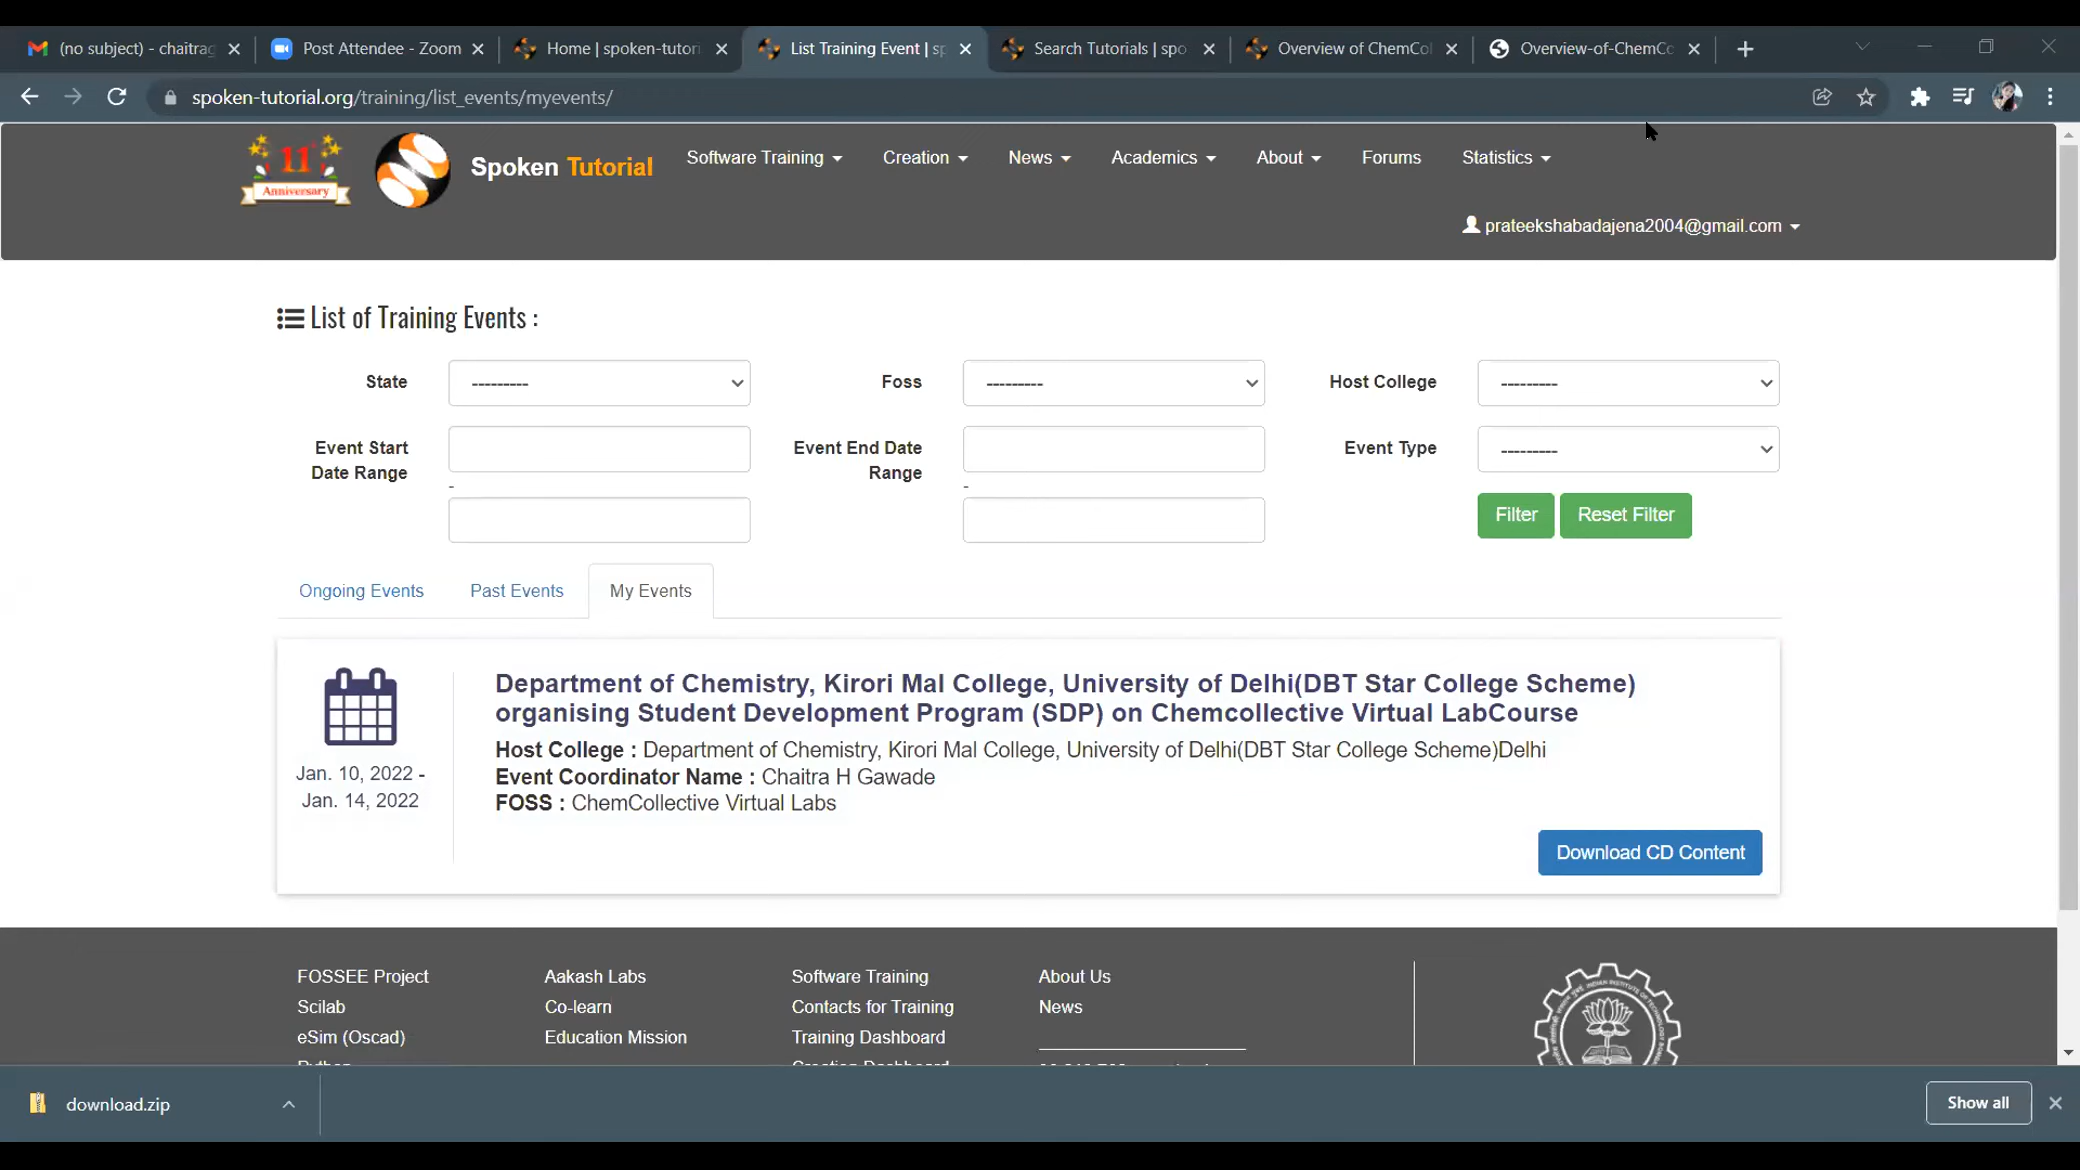 (no subject) - chaitrag
Post Attendee - Zoom
Home | spoken-tutori
List Training Event | sp
Search Tutorials | spo
Overview of ChemCol
Overview-of-ChemCo
spoken-tutorial.org/training/list_events/myevents/
11
Anniversary
Spoken Tutorial
Software Training
Creation
News
Academics
About
Forums
Statistics
prateekshabadajena2004@gmail.com
List of Training Events :
State
---------
Foss
---------
Host College
---------
Event Start
Date Range
-
Event End Date
Range
-
Event Type
---------
Filter
Reset Filter
Ongoing Events
Past Events
My Events
Jan. 10, 2022 -
Jan. 14, 2022
Department of Chemistry, Kirori Mal College, University of Delhi(DBT Star College Scheme)
organising Student Development Program (SDP) on Chemcollective Virtual LabCourse
Host College : Department of Chemistry, Kirori Mal College, University of Delhi(DBT Star College Scheme)Delhi
Event Coordinator Name : Chaitra H Gawade
FOSS : ChemCollective Virtual Labs
Download CD Content
FOSSEE Project
Scilab
eSim (Oscad)
Python
Aakash Labs
Co-learn
Education Mission
Software Training
Contacts for Training
Training Dashboard
Creation Dashboard
About Us
News
download.zip
Show all